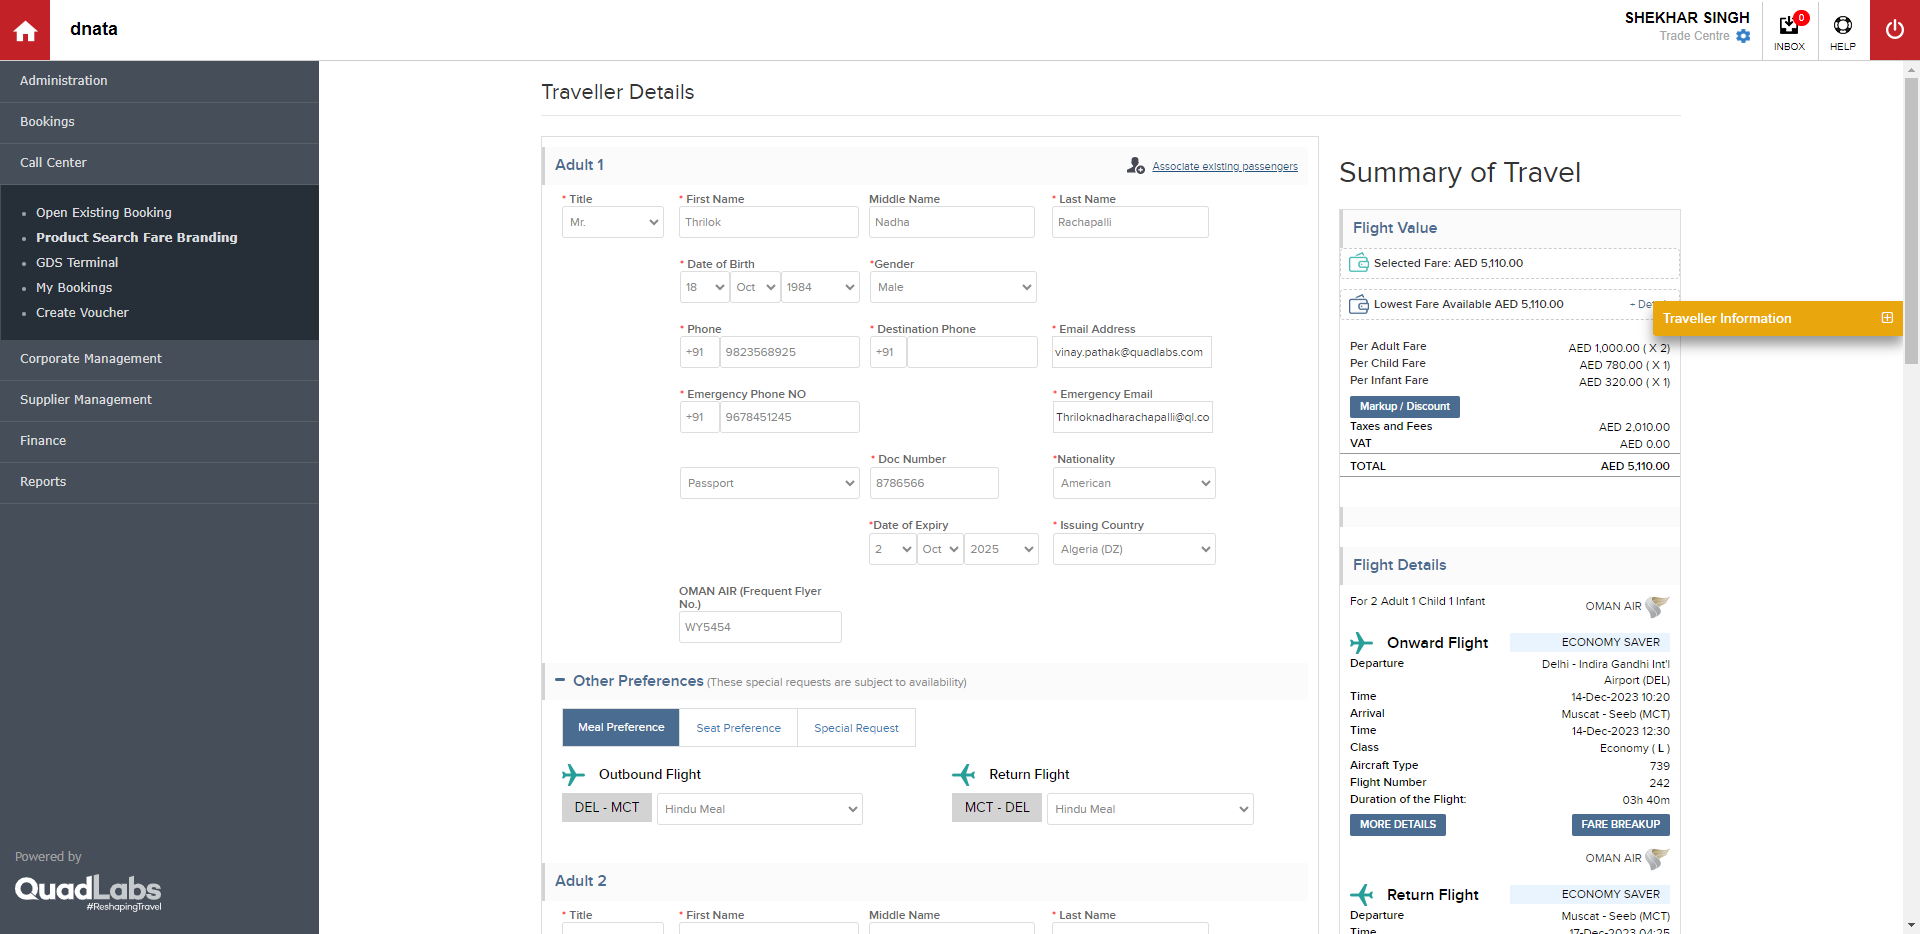 dnata
SHEKHAR SINGH
Trade Centre
0
INBOX
HELP
Administration
Bookings
Call Center
Open Existing Booking
Product Search Fare Branding
GDS Terminal
My Bookings
Create Voucher
Corporate Management
Supplier Management
Finance
Reports
Powered by
QuadLabs
#ReshapingTravel
Traveller Details
Adult 1
Associate existing passengers
* Title
* First Name
Middle Name
* Last Name
Mr.
Thrilok
Nadha
Rachapalli
* Date of Birth
*Gender
18
Oct
1984
Male
* Phone
* Destination Phone
* Email Address
+91
9823568925
+91
vinay.pathak@quadlabs.com
* Emergency Phone NO
* Emergency Email
+91
9678451245
Thriloknadharachapalli@ql.co
* Doc Number
*Nationality
Passport
8786566
American
*Date of Expiry
* Issuing Country
2
Oct
2025
Algeria (DZ)
OMAN AIR (Frequent Flyer
No.)
WY5454
Other Preferences (These special requests are subject to availability)
Meal Preference
Seat Preference
Special Request
Outbound Flight
Return Flight
DEL - MCT
Hindu Meal
MCT - DEL
Hindu Meal
Adult 2
* Title
* First Name
Middle Name
* Last Name
Summary of Travel
Flight Value
Selected Fare: AED 5,110.00
Lowest Fare Available AED 5,110.00
Traveller Information
Per Adult Fare
AED 1,000.00 ( X 2)
Per Child Fare
AED 780.00 ( X 1)
Per Infant Fare
AED 320.00 ( X 1)
Markup / Discount
Taxes and Fees
AED 2,010.00
VAT
AED 0.00
TOTAL
AED 5,110.00
Flight Details
For 2 Adult 1 Child 1 Infant
OMAN AIR
Onward Flight
ECONOMY SAVER
Departure
Delhi - Indira Gandhi Int'l
Airport (DEL)
Time
14-Dec-2023 10:20
Arrival
Muscat - Seeb (MCT)
Time
14-Dec-2023 12:30
Class
Economy ( L )
Aircraft Type
739
Flight Number
242
Duration of the Flight:
03h 40m
MORE DETAILS
FARE BREAKUP
OMAN AIR
Return Flight
ECONOMY SAVER
Departure
Muscat - Seeb (MCT)
Time
17-Dec-2023 04:25